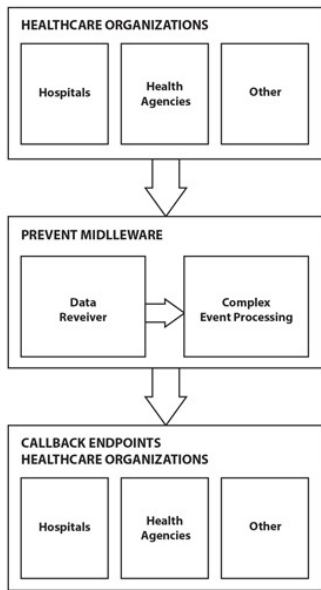 HEALTHCARE ORGANIZATIONS
Hospitals
Health
Agencies
Other
PREVENT MIDLLEWARE
Data
Reveiver
Complex
Event Processing
CALLBACK ENDPOINTS
HEALTHCARE ORGANIZATIONS
Hospitals
Health
Agencies
Other